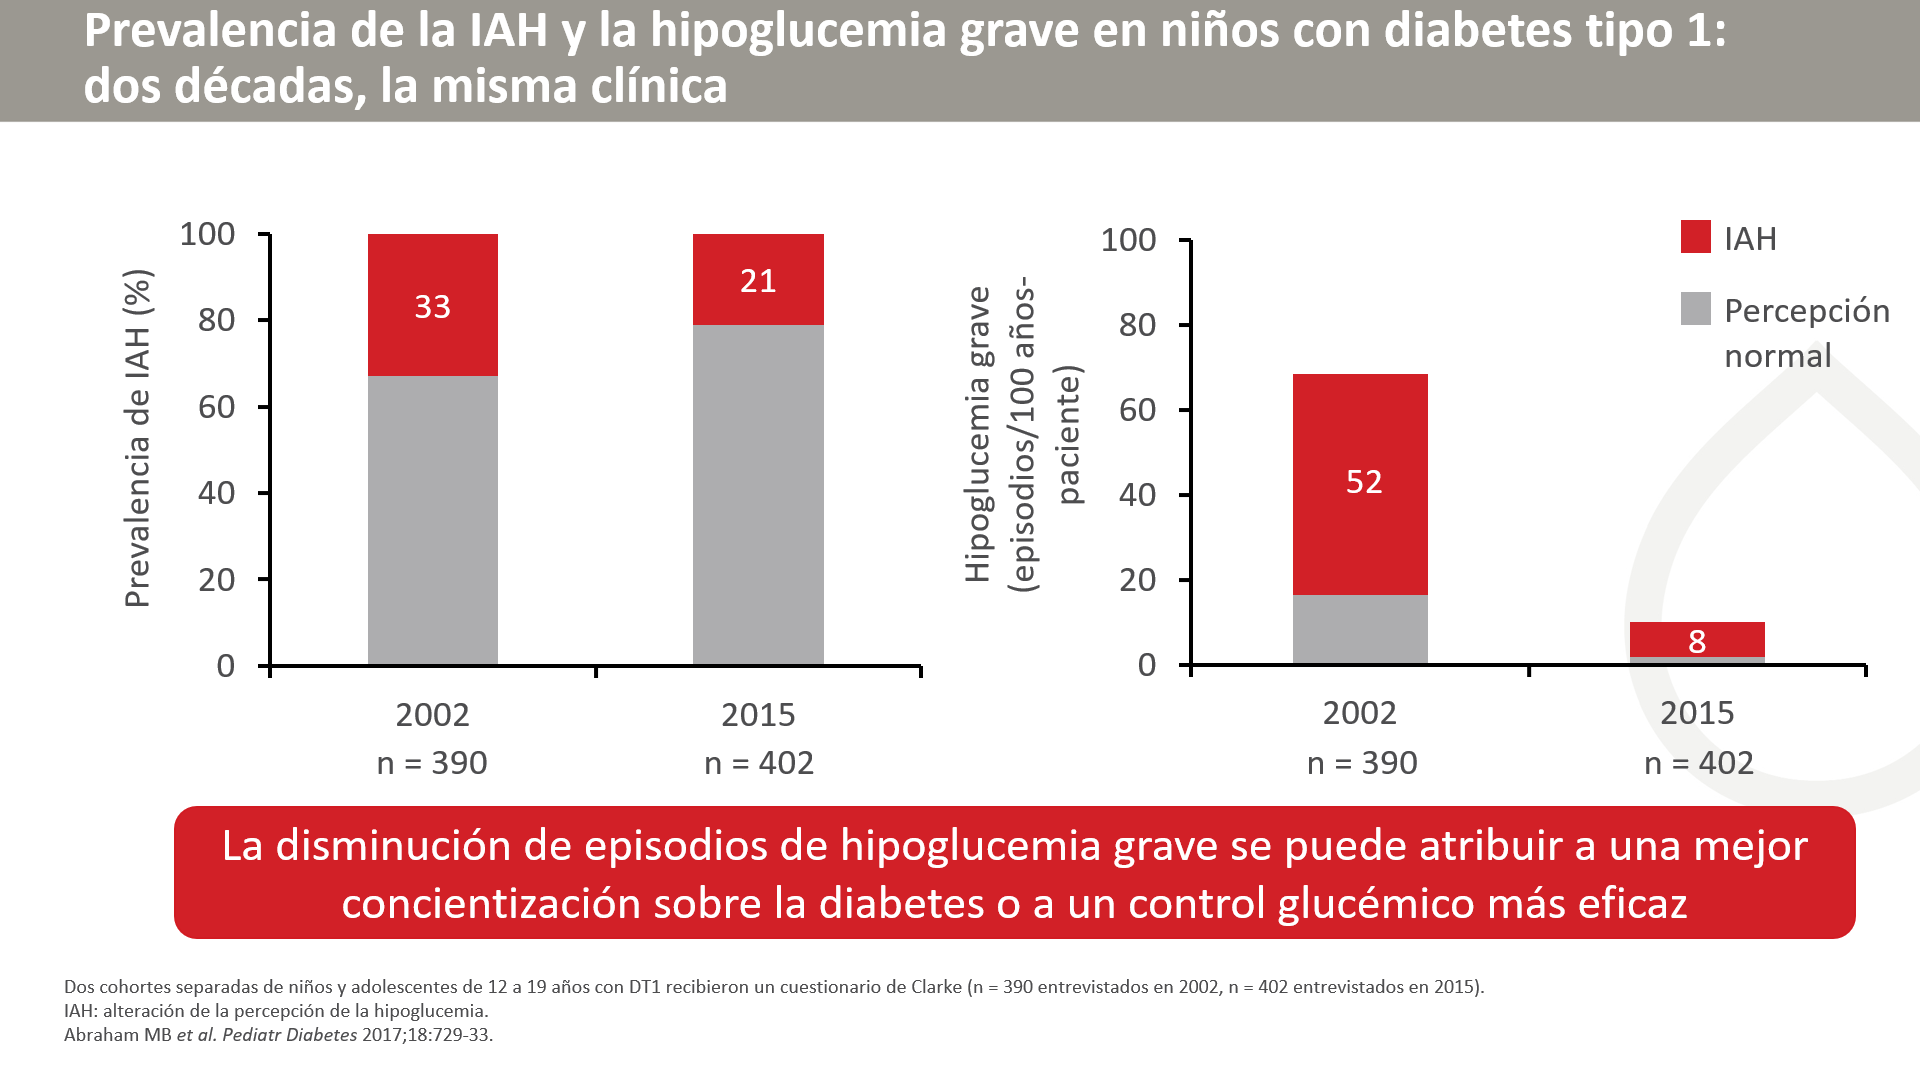 Prevalencia de la IAH y la hipoglucemia grave en niños con diabetes tipo 1:
dos décadas, la misma clínica
Prevalencia de IAH (%)
100
80
60
40
20
0
33
21
2002
2015
n = 390
n = 402
Hipoglucemia grave
(episodios/100 años-
paciente)
100
80
60
40
20
0
52
8
2002
2015
n = 390
n = 402
IAH
Percepción
normal
La disminución de episodios de hipoglucemia grave se puede atribuir a una mejor
concientización sobre la diabetes o a un control glucémico más eficaz
Dos cohortes separadas de niños y adolescentes de 12 a 19 años con DT1 recibieron un cuestionario de Clarke (n = 390 entrevistados en 2002, n = 402 entrevistados en 2015).
IAH: alteración de la percepción de la hipoglucemia.
Abraham MB et al. Pediatr Diabetes 2017;18:729-33.